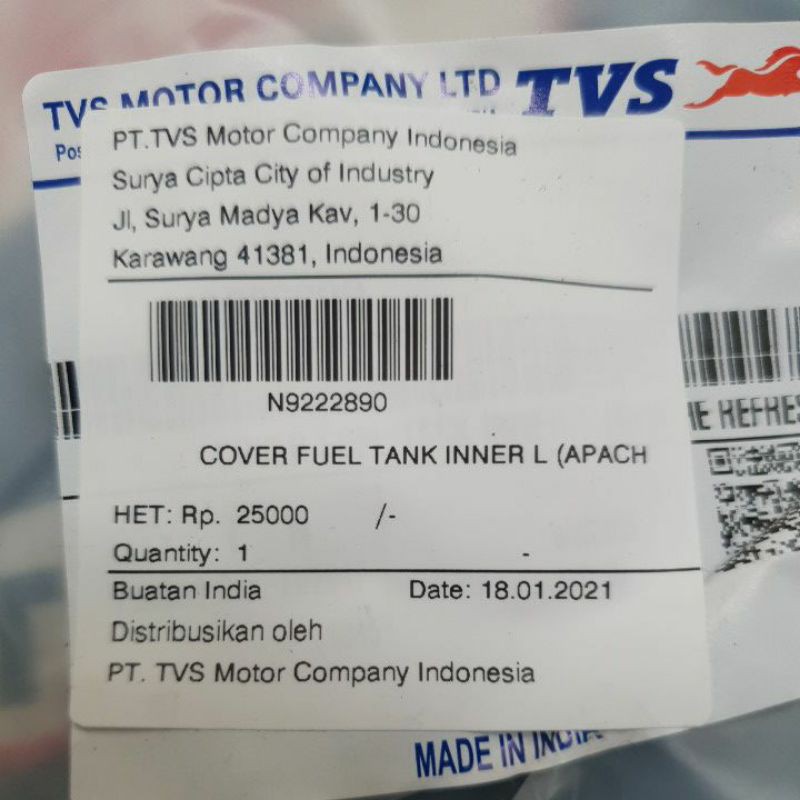 TVS MOTOR COMPANY LTD TVS
PT.TVS Motor Company Indonesia
Surya Cipta City of Industry
Jl, Surya Madya Kav, 1-30
Karawang 41381, Indonesia
N9222890
REFRE
COVER FUEL TANK INNER L (APACH
HET: Rp. 25000 /-
Quantity: 1 -
Buatan India Date: 18.01.2021
Distribusikan oleh
PT. TVS Motor Company Indonesia
MADE IN INDIA